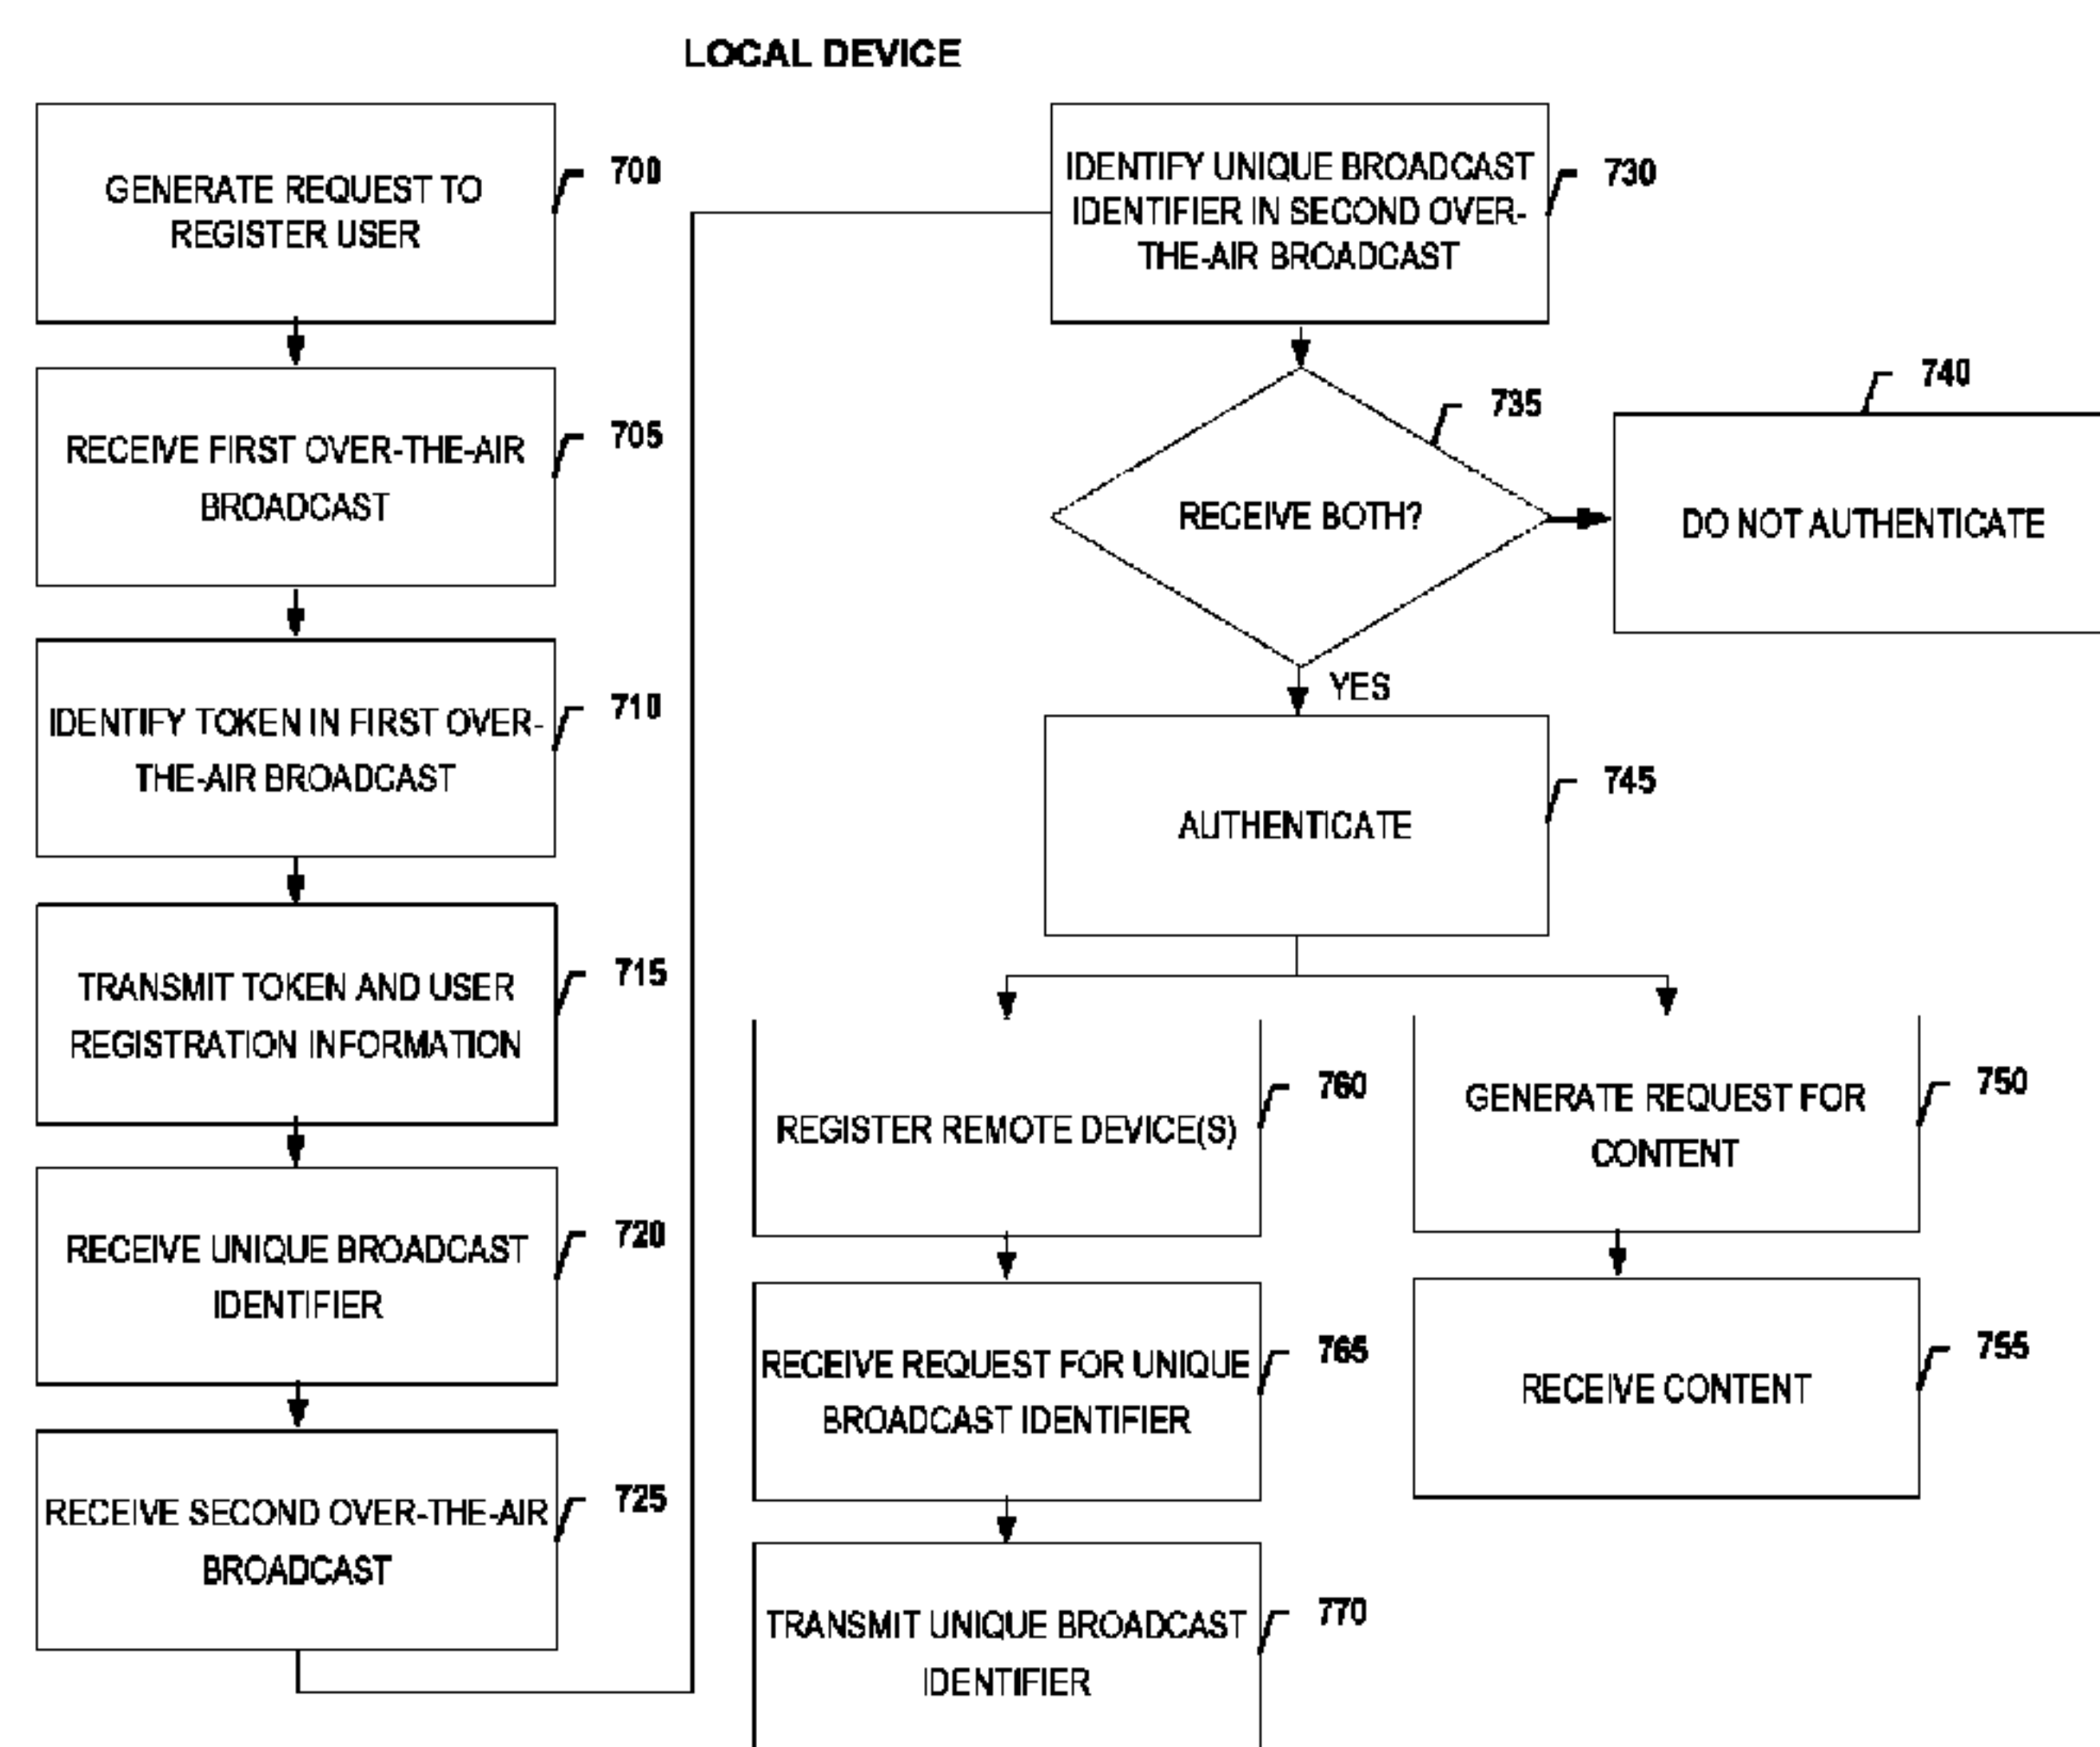 LOCAL DEVICE
GENERATE REQUEST TO
REGISTER USER
700
RECEIVE FIRST OVER-THE-AIR
BROADCAST
705
IDENTIFY TOKEN IN FIRST OVER-
THE-AIR BROADCAST
710
TRANSMIT TOKEN AND USER
REGISTRATION INFORMATION
715
RECEIVE UNIQUE BROADCAST
IDENTIFIER
720
RECEIVE SECOND OVER-THE-AIR
BROADCAST
725
IDENTIFY UNIQUE BROADCAST
IDENTIFIER IN SECOND OVER-
THE-AIR BROADCAST
730
RECEIVE BOTH?
735
DO NOT AUTHENTICATE
740
YES
AUTHENTICATE
745
REGISTER REMOTE DEVICE(S)
760
RECEIVE REQUEST FOR UNIQUE
BROADCAST IDENTIFIER
765
TRANSMIT UNIQUE BROADCAST
IDENTIFIER
770
GENERATE REQUEST FOR
CONTENT
750
RECEIVE CONTENT
755